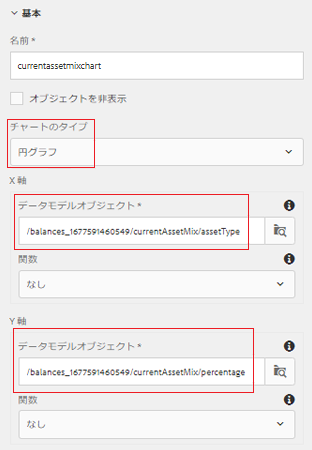 基本
名前 *
currentassetmixchart
オブジェクトを非表示
チャートのタイプ
円グラフ
X 軸
データモデルオブジェクト *
/balances_1677591460549/currentAssetMix/assetType
関数
なし
Y 軸
データモデルオブジェクト *
/balances_1677591460549/currentAssetMix/percentage
関数
なし